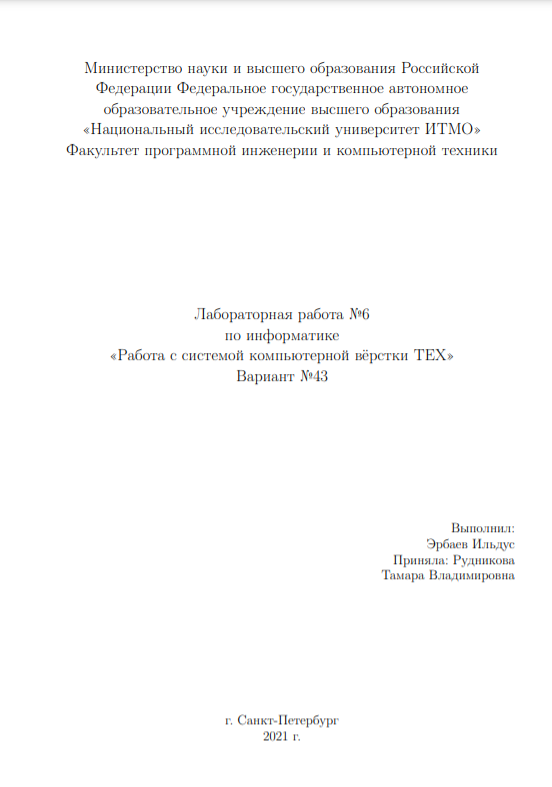 Министерство науки и высшего образования Российской
Федерации Федеральное государственное автономное
образовательное учреждение высшего образования
«Национальный исследовательский университет ИТМО»
Факультет программной инженерии и компьютерной техники
Лабораторная работа №6
по информатике
«Работа с системой компьютерной вёрстки TEX»
Вариант №43
Выполнил:
Эрбаев Ильдус
Приняла: Рудникова
Тамара Владимировна
г. Санкт-Петербург
2021 г.